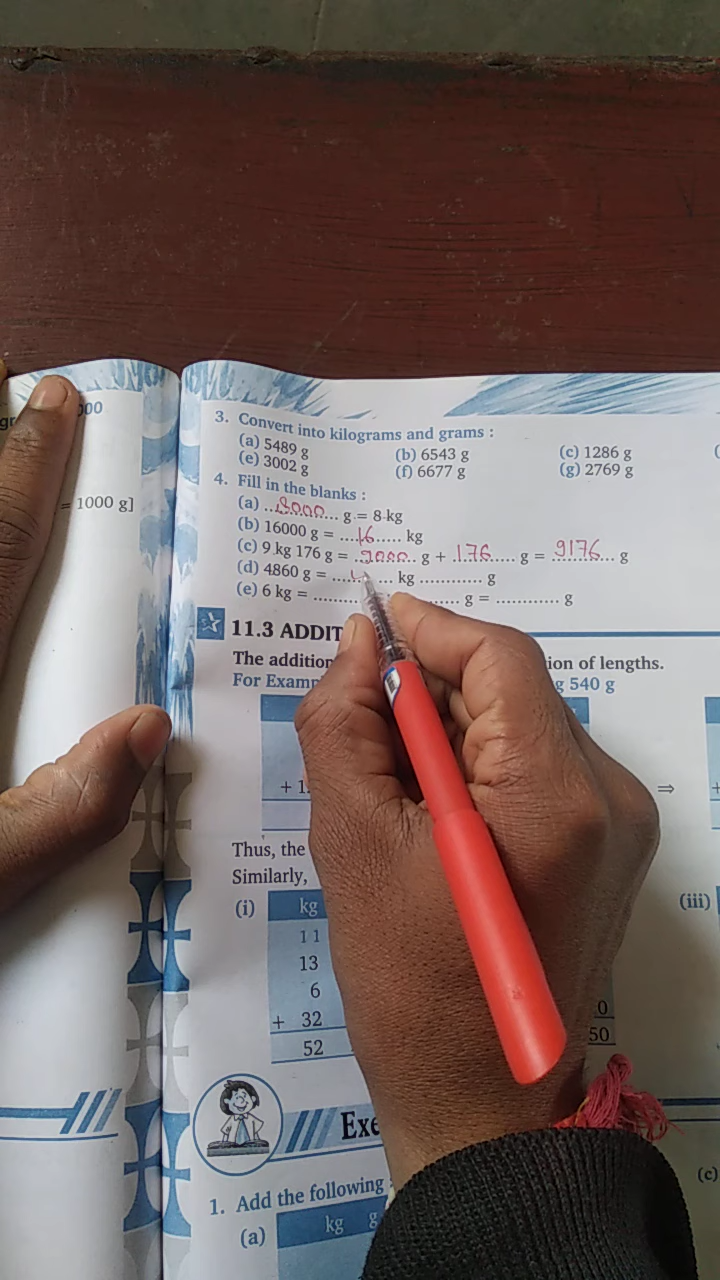 000
= 1000 g]
3. Convert into kilograms and grams :
(a) 5489 g (b) 6543 g (c) 1286 g
(e) 3002 g (f) 6677 g (g) 2769 g
4. Fill in the blanks :
(a) ..8000... g = 8 kg
(b) 16000 g = ....16..... kg
(c) 9 kg 176 g = ..9000.. g + .176...... g = .9176... g
(d) 4860 g = .....4.... kg ............ g
(e) 6 kg = ............ g = ............ g
11.3 ADDIT
The addition ion of lengths.
For Examp g 540 g
+ 1
⇒
+
Thus, the
Similarly,
(i) kg (iii)
11
13
6
+ 32 0
52 50
Exe
1. Add the following (c)
(a) kg g